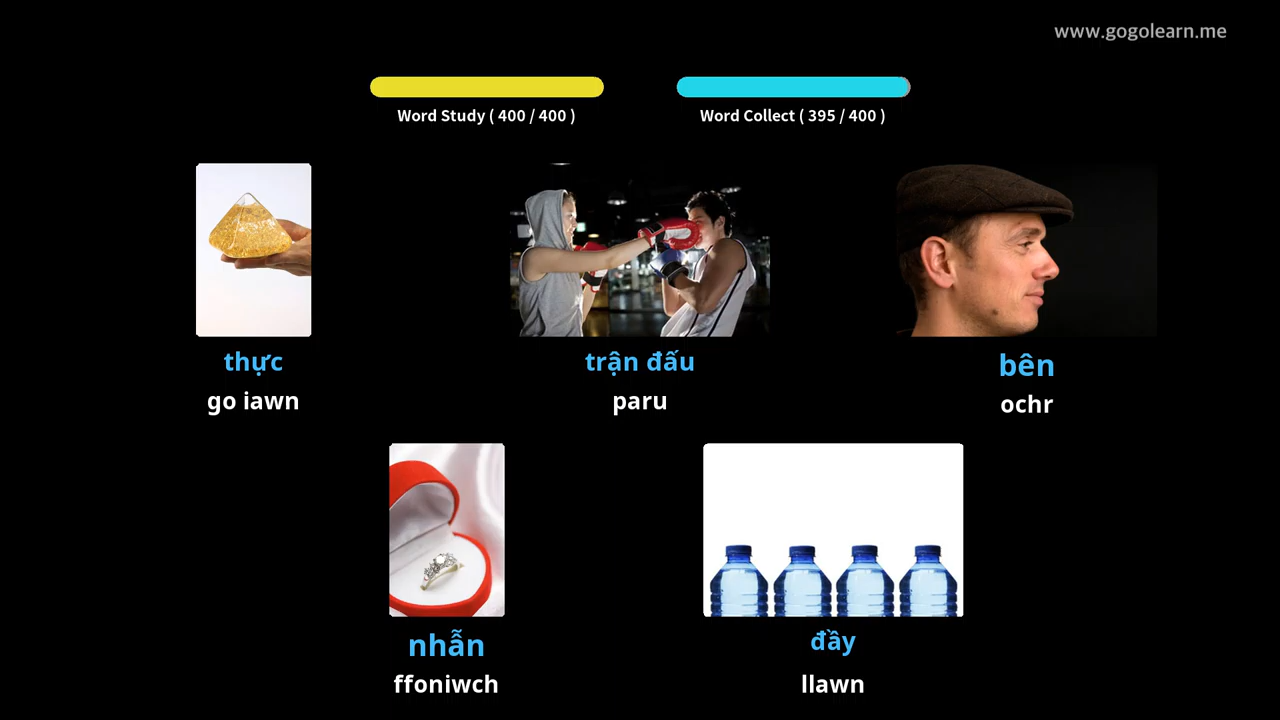 www.gogolearn.me
Word Study ( 400 / 400 )
Word Collect ( 395 / 400 )
thực
go iawn
trận đấu
paru
bên
ochr
nhẫn
ffoniwch
đầy
llawn